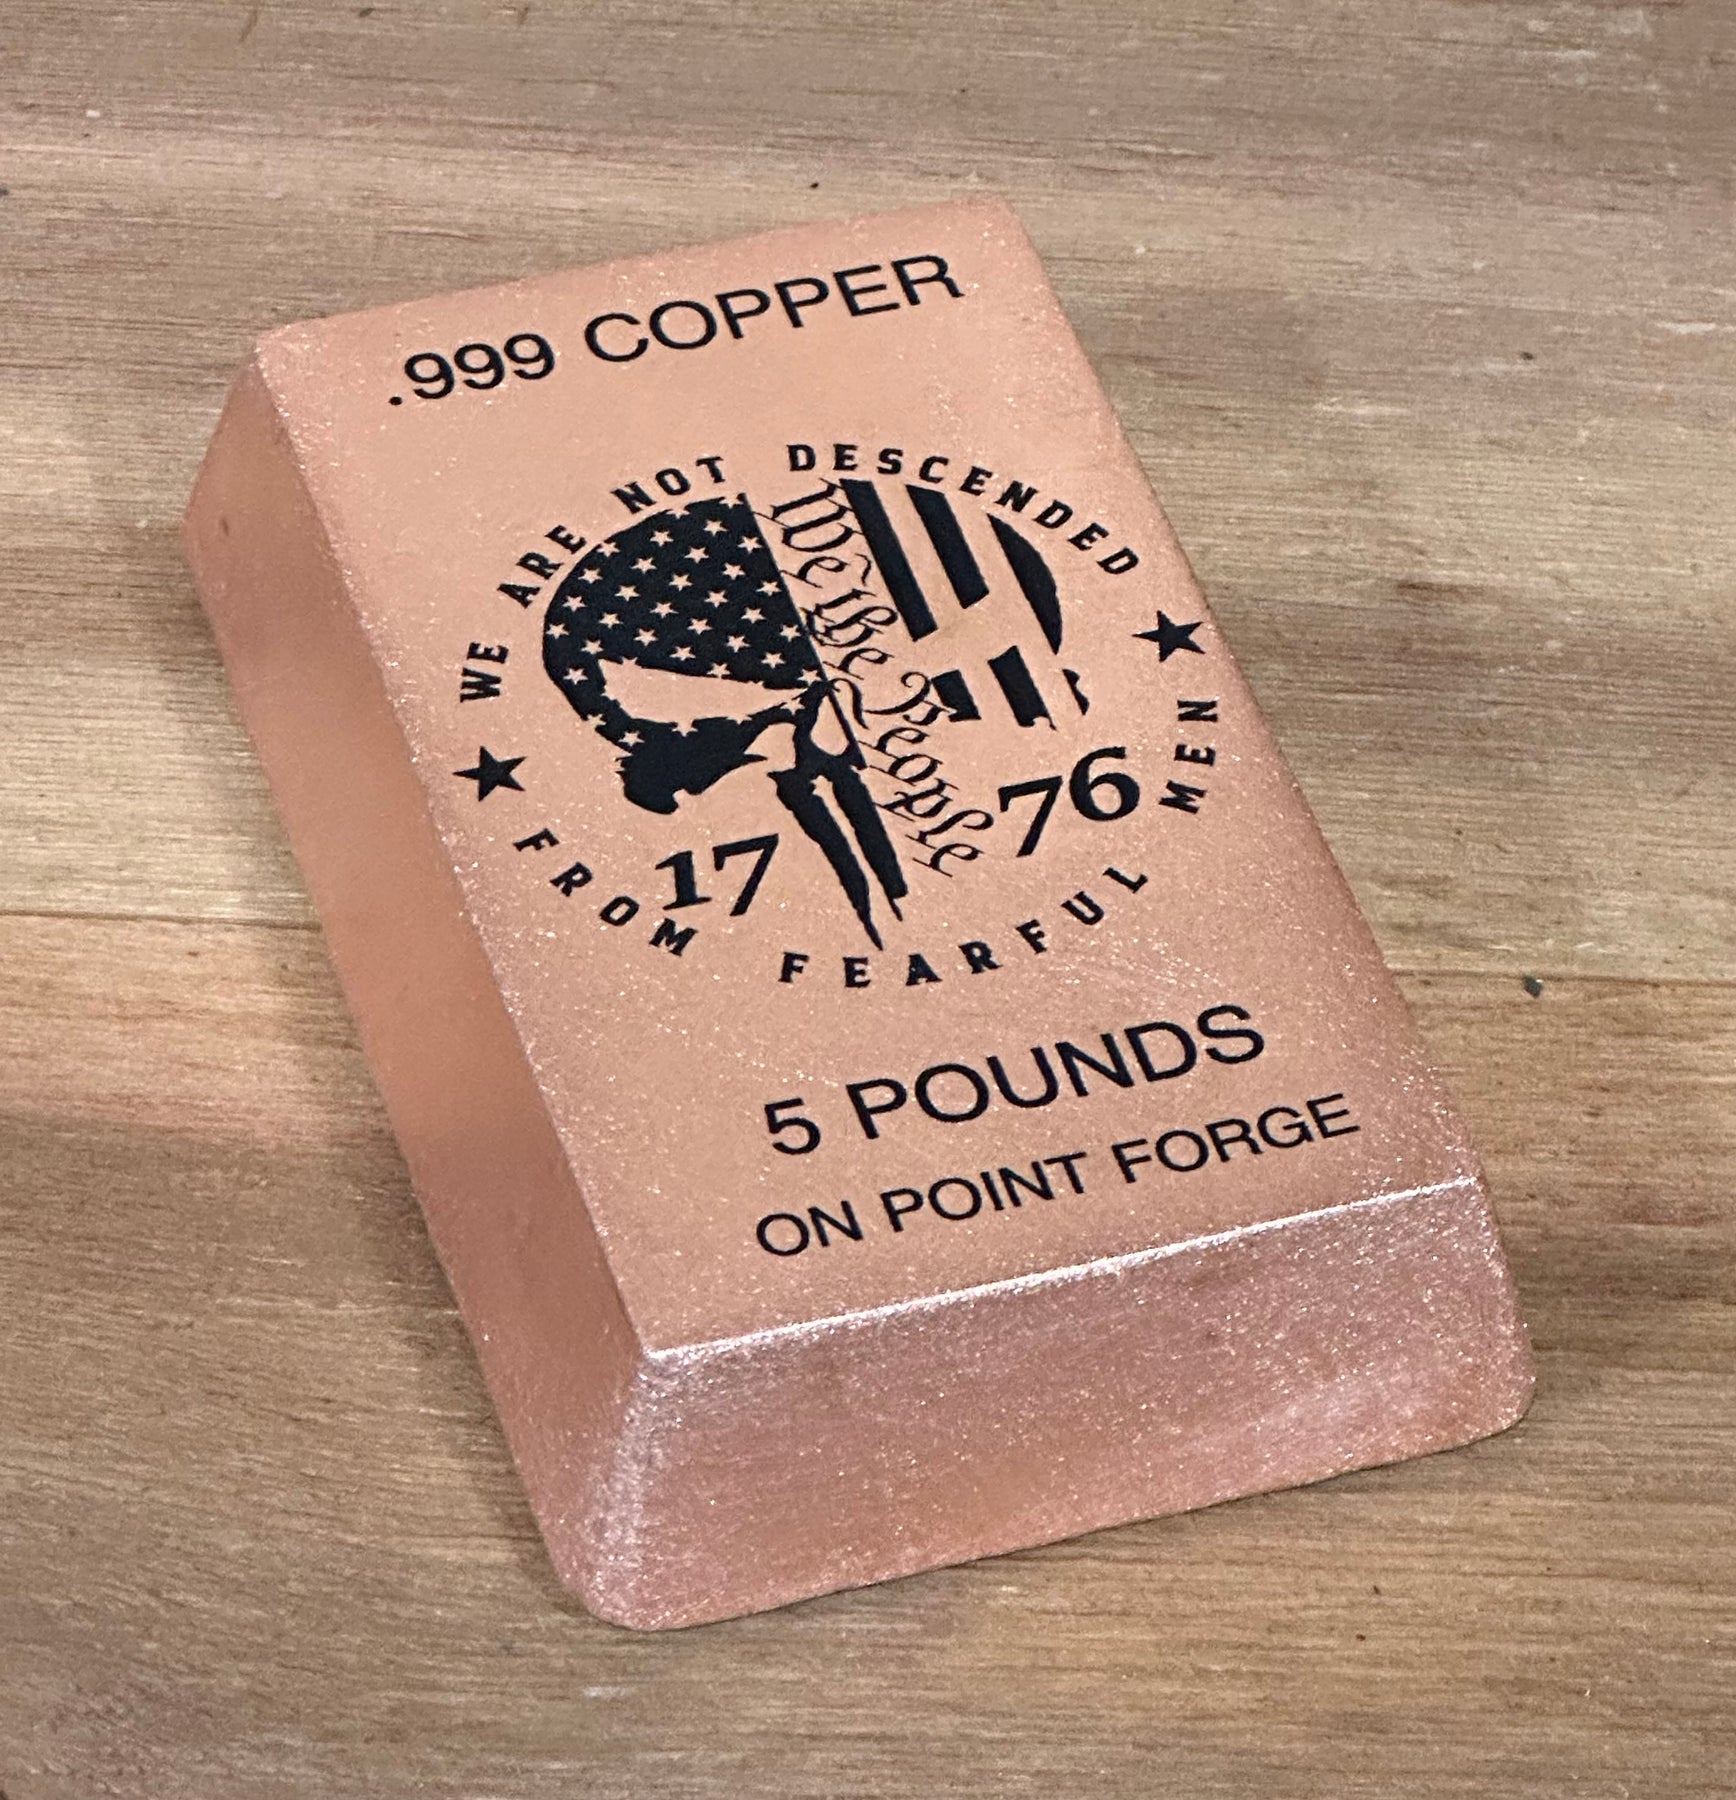 .999 COPPER
WE ARE NOT DESCENDED
FROM FEARFUL MEN
We the People
17 76
5 POUNDS
ON POINT FORGE